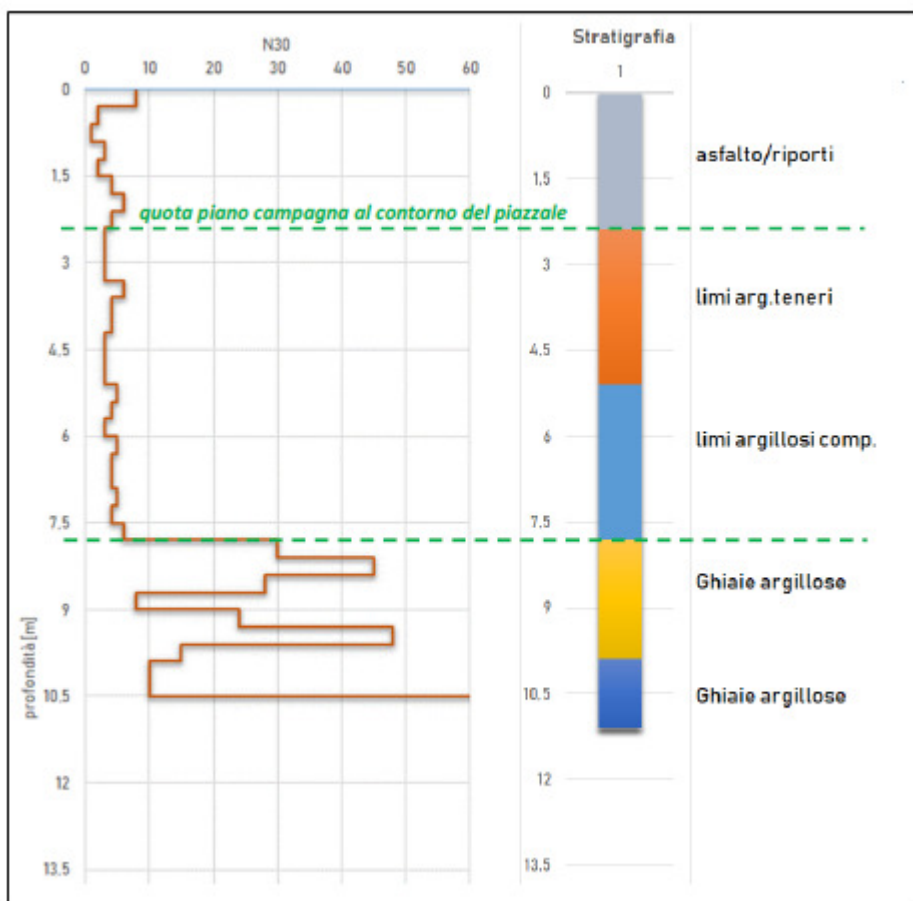 N30
0 10 20 30 40 50 60
0
1,5
3
4,5
6
7,5
9
10,5
12
13,5
profondità [m]
quota piano campagna al contorno del piazzale
Stratigrafia
1
0
1,5
3
4,5
6
7,5
9
10,5
12
13,5
asfalto/riporti
limi arg.teneri
limi argillosi comp.
Ghiaie argillose
Ghiaie argillose